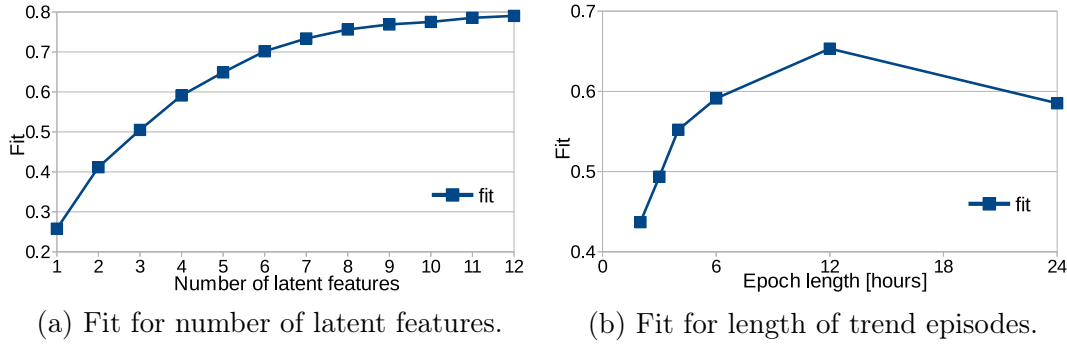 0.8
0.7
0.6
0.5
0.4
0.3
0.2
Fit
fit
1 2 3 4 5 6 7 8 9 10 11 12
Number of latent features
(a) Fit for number of latent features.
0.7
0.6
0.5
0.4
Fit
fit
0 6 12 18 24
Epoch length [hours]
(b) Fit for length of trend episodes.